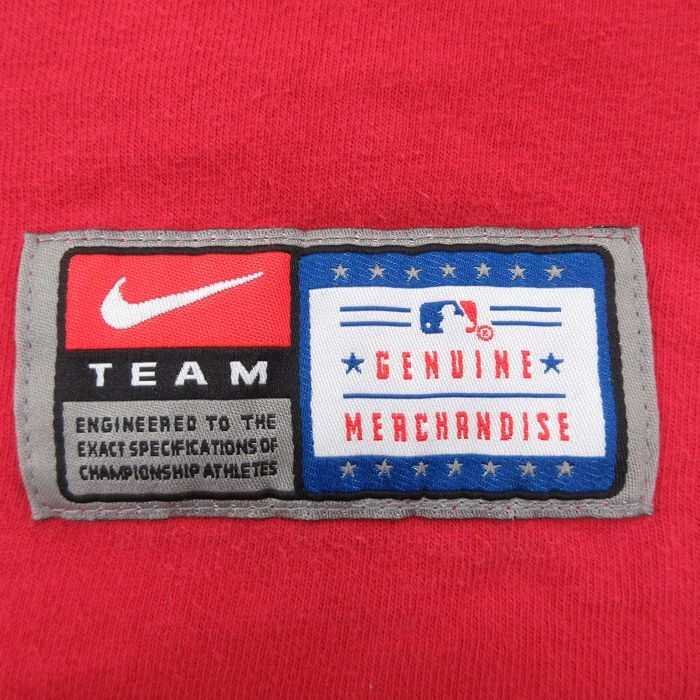 TEAM
ENGINEERED TO THE
EXACT SPECIFICATIONS OF
CHAMPIONSHIP ATHLETES
GENUINE
MERCHANDISE